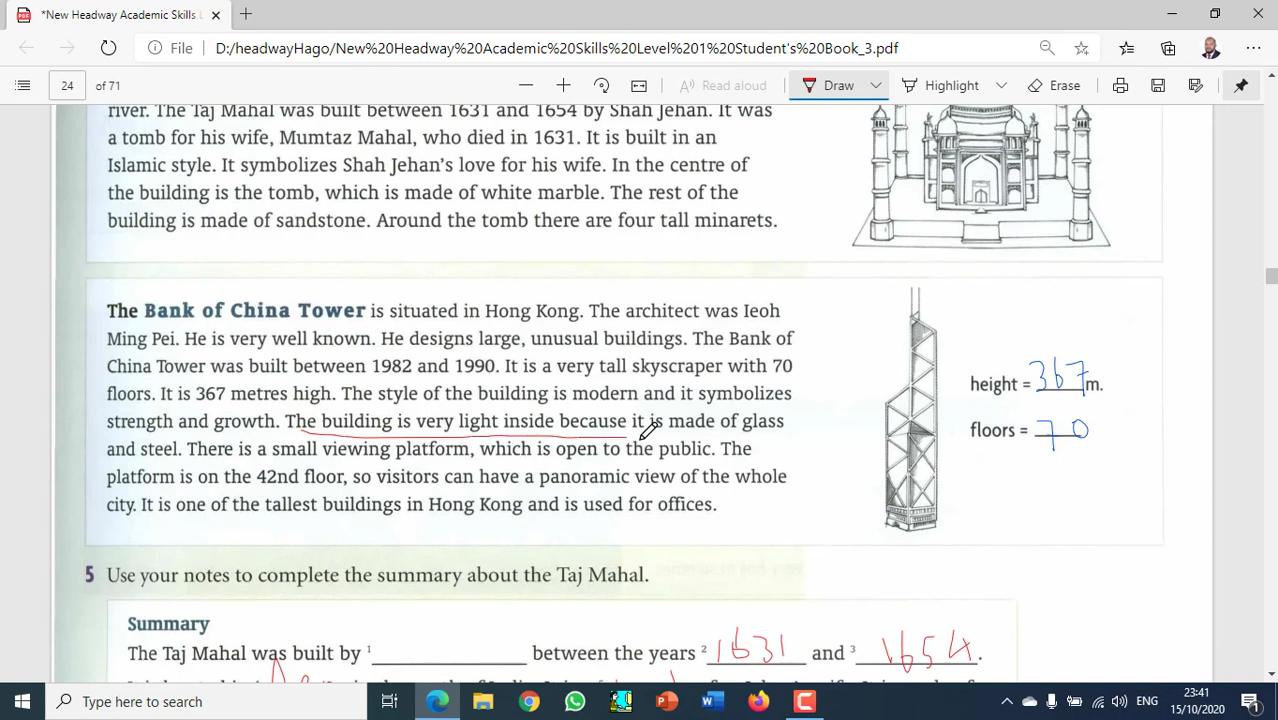 *New Headway Academic Skills L
File
D:/headwayHago/New%20Headway%20Academic%20Skills%20Level%201%20Student's%20Book_3.pdf
24 of 71
Read aloud
Draw
Highlight
Erase
river. The Taj Mahal was built between 1631 and 1654 by Shah Jehan. It was
a tomb for his wife, Mumtaz Mahal, who died in 1631. It is built in an
Islamic style. It symbolizes Shah Jehan's love for his wife. In the centre of
the building is the tomb, which is made of white marble. The rest of the
building is made of sandstone. Around the tomb there are four tall minarets.
The Bank of China Tower is situated in Hong Kong. The architect was Ieoh
Ming Pei. He is very well known. He designs large, unusual buildings. The Bank of
China Tower was built between 1982 and 1990. It is a very tall skyscraper with 70
floors. It is 367 metres high. The style of the building is modern and it symbolizes
strength and growth. The building is very light inside because it is made of glass
and steel. There is a small viewing platform, which is open to the public. The
platform is on the 42nd floor, so visitors can have a panoramic view of the whole
city. It is one of the tallest buildings in Hong Kong and is used for offices.
height = 367 m.
floors = 70
5 Use your notes to complete the summary about the Taj Mahal.
Summary
The Taj Mahal was built by 1 ____________ between the years 2 1631 and 3 1654.
Type here to search
ENG
23:41
15/10/2020